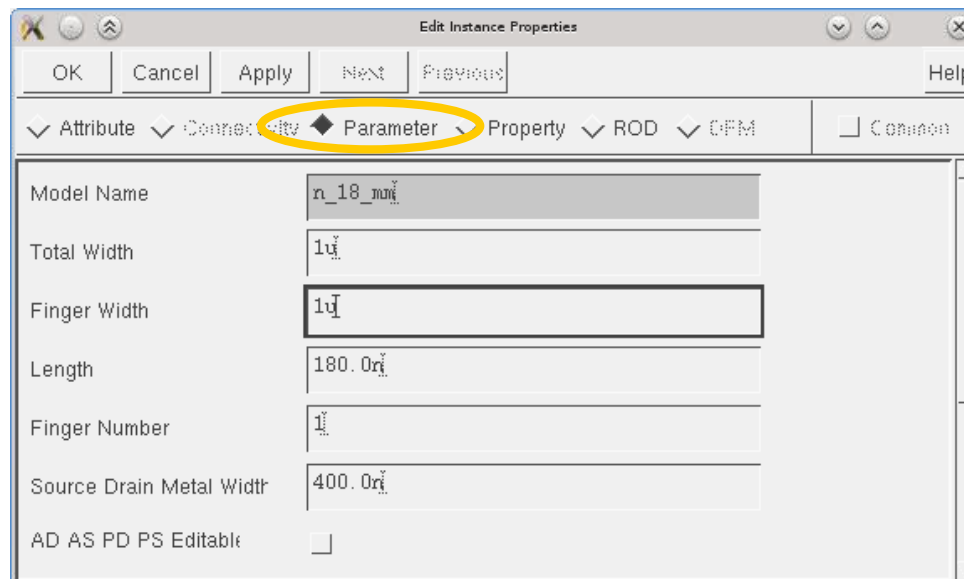 Edit Instance Properties
OK Cancel Apply Next Previous Help
Attribute Connectivity Parameter Property ROD DFM Common
Model Name n_18_mm
Total Width 1u
Finger Width 1u
Length 180.0n
Finger Number 1
Source Drain Metal Width 400.0n
AD AS PD PS Editable